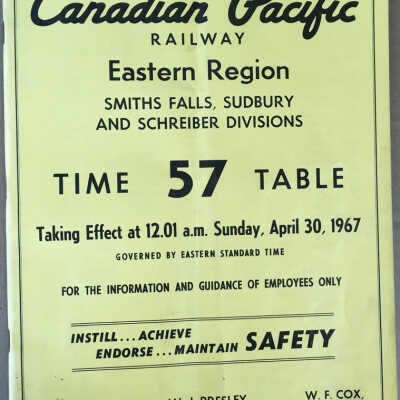 Canadian Pacific
RAILWAY
Eastern Region
SMITHS FALLS, SUDBURY
AND SCHREIBER DIVISIONS
TIME 57 TABLE
Taking Effect at 12.01 a.m. Sunday, April 30, 1967
GOVERNED BY EASTERN STANDARD TIME
FOR THE INFORMATION AND GUIDANCE OF EMPLOYEES ONLY
INSTILL...ACHIEVE
ENDORSE...MAINTAIN SAFETY
PRESLEY
W. F. COX,